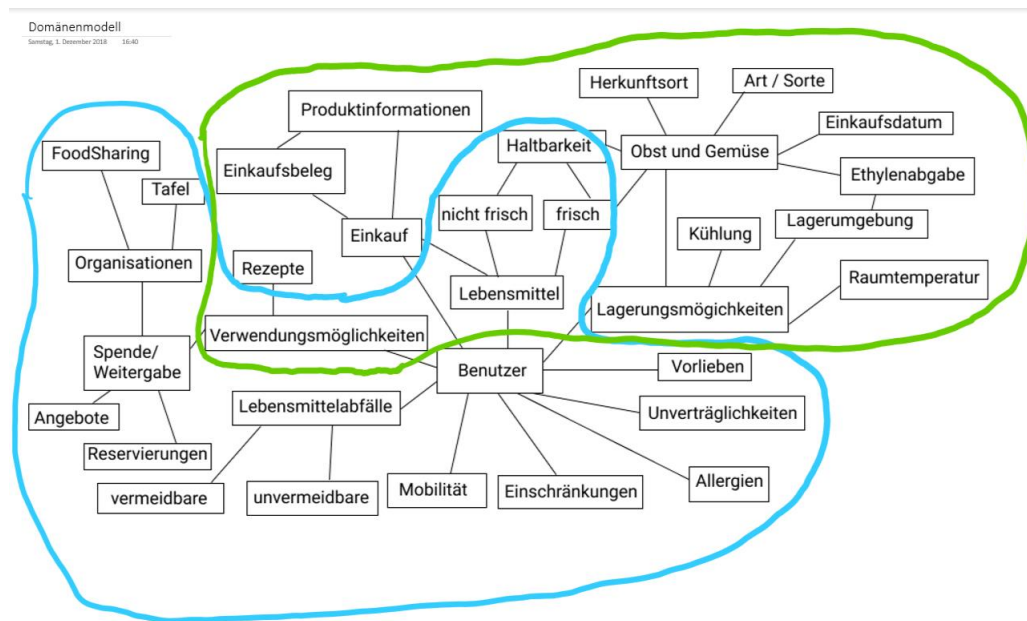 Domänenmodell
Samstag, 1. Dezember 2018 16:40
Herkunftsort
Art / Sorte
Produktinformationen
Einkaufsdatum
FoodSharing
Haltbarkeit
Obst und Gemüse
Einkaufsbeleg
Ethylenabgabe
Tafel
nicht frisch
frisch
Lagerumgebung
Einkauf
Kühlung
Organisationen
Rezepte
Raumtemperatur
Lebensmittel
Lagerungsmögichkeiten
Verwendungsmöglichkeiten
Spende/
Weitergabe
Benutzer
Vorlieben
Angebote
Lebensmittelabfälle
Unverträglichkeiten
Reservierungen
Allergien
vermeidbare
unvermeidbare
Mobilität
Einschränkungen